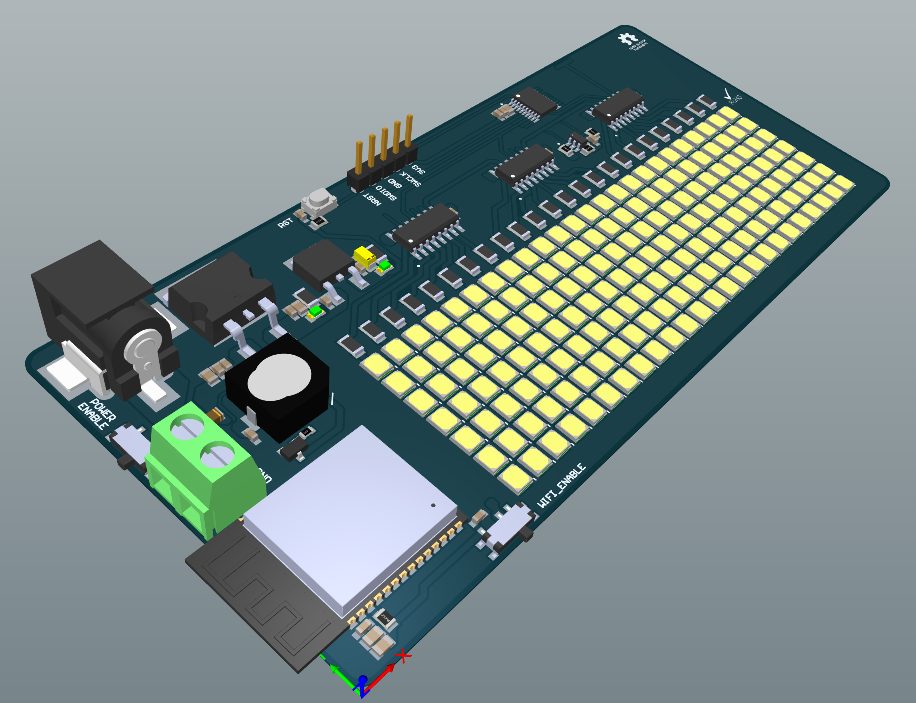 3V3
SWCLK
GND
SWDIO
NRST
RST
POWER
ENABLE
WIFI_ENABLE